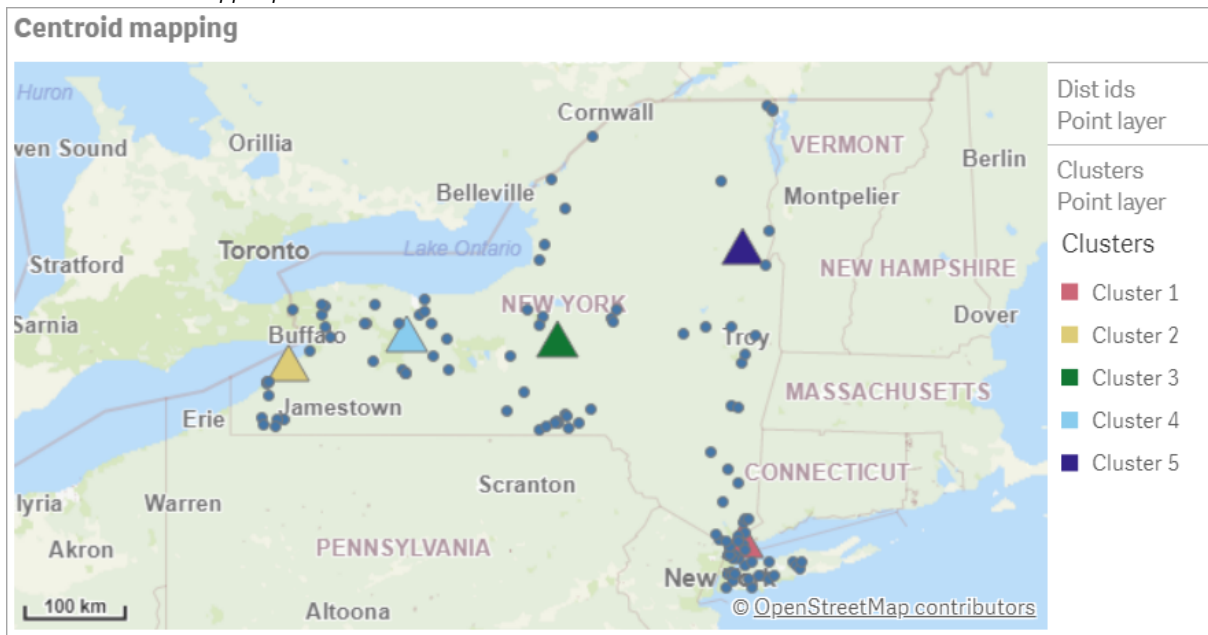 Centroid mapping
Huron
Cornwall
Dist ids
Point layer
wen Sound
Orillia
VERMONT
Berlin
Clusters
Point layer
Belleville
Montpelier
Clusters
Toronto
Lake Ontario
Stratford
NEW HAMPSHIRE
Cluster 1
NEW YORK
Sarnia
Buffalo
Troy
Dover
Cluster 2
Cluster 3
MASSACHUSETTS
Jamestown
Erie
Cluster 4
CONNECTICUT
Cluster 5
Scranton
lyria
Warren
Akron
PENNSYLVANIA
New York
100 km
Altoona
© OpenStreetMap contributors